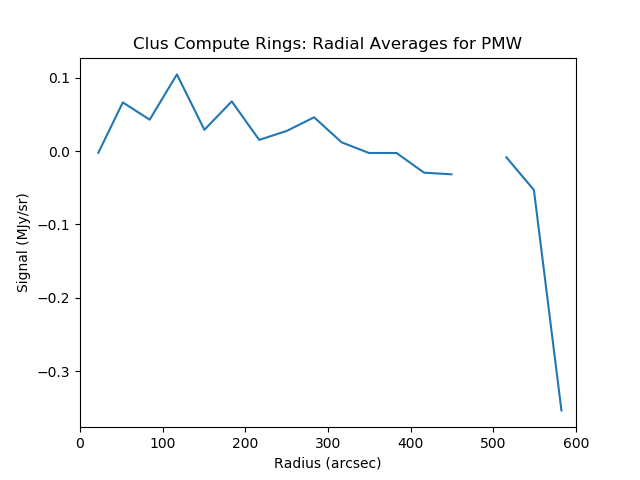 Clus Compute Rings: Radial Averages for PMW
0.1
0.0
−0.1
−0.2
−0.3
Signal (MJy/sr)
0 100 200 300 400 500 600
Radius (arcsec)